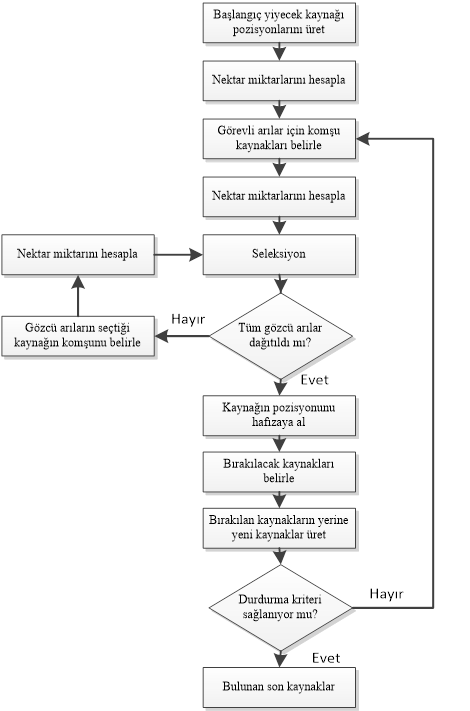 Başlangıç yiyecek kaynağı
pozisyonlarını üret
Nektar miktarlarını hesapla
Görevli arılar için komşu
kaynakları belirle
Nektar miktarlarını hesapla
Nektar miktarını hesapla
Seleksiyon
Gözcü arıların seçtiği
kaynağın komşunu belirle
Hayır
Tüm gözcü arılar
dağıtıldı mı?
Evet
Kaynağın pozisyonunu
hafızaya al
Bırakılacak kaynakları
belirle
Bırakılan kaynakların yerine
yeni kaynaklar üret
Durdurma kriteri
sağlanıyor mu?
Hayır
Evet
Bulunan son kaynaklar